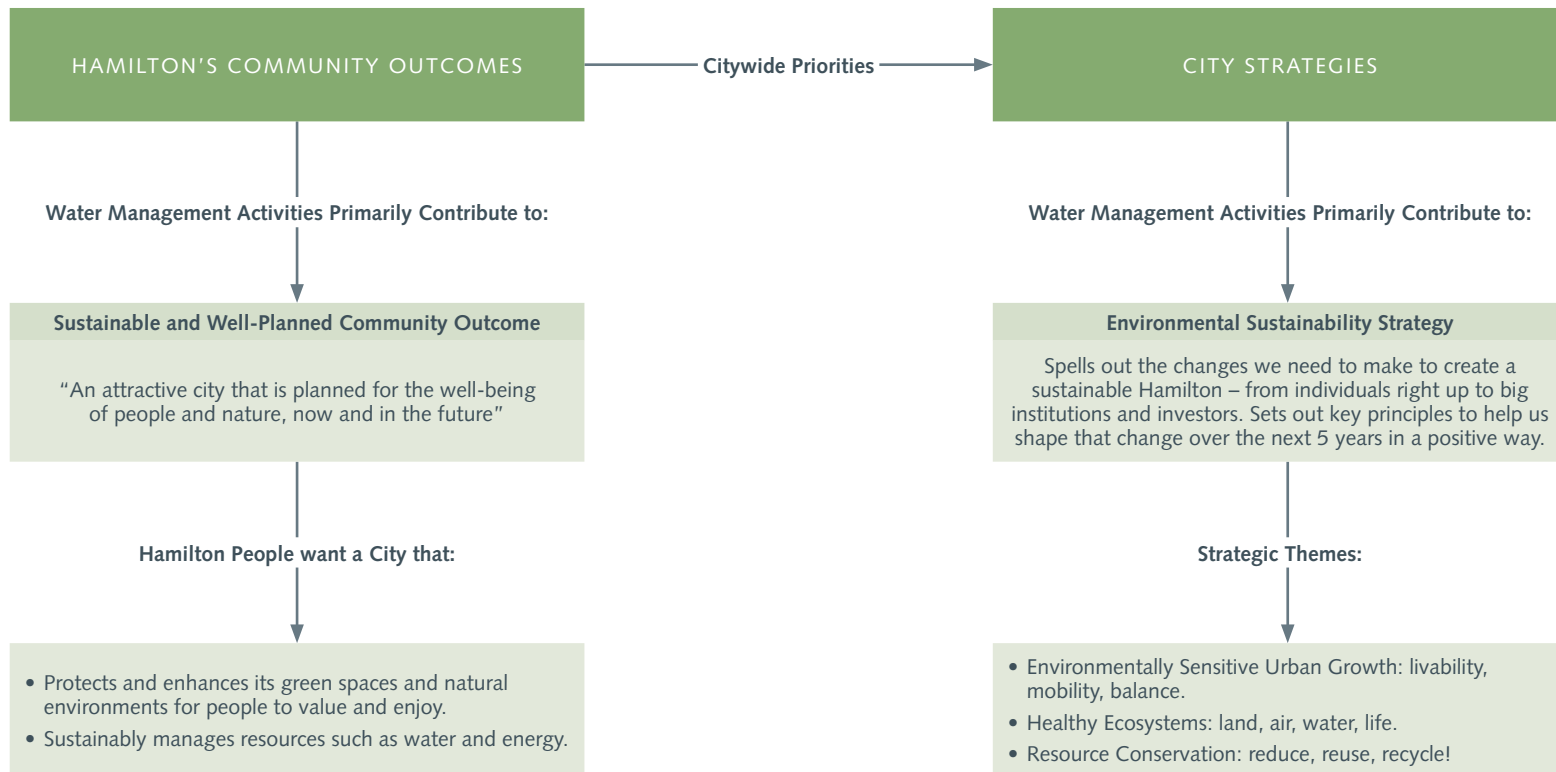 HAMILTON’S COMMUNITY OUTCOMES
Citywide Priorities
CITY STRATEGIES
Water Management Activities Primarily Contribute to:
Sustainable and Well-Planned Community Outcome
“An attractive city that is planned for the well-being
of people and nature, now and in the future”
Hamilton People want a City that:
• Protects and enhances its green spaces and natural
environments for people to value and enjoy.
• Sustainably manages resources such as water and energy.
Water Management Activities Primarily Contribute to:
Environmental Sustainability Strategy
Spells out the changes we need to make to create a
sustainable Hamilton – from individuals right up to big
institutions and investors. Sets out key principles to help us
shape that change over the next 5 years in a positive way.
Strategic Themes:
• Environmentally Sensitive Urban Growth: livability,
mobility, balance.
• Healthy Ecosystems: land, air, water, life.
• Resource Conservation: reduce, reuse, recycle!